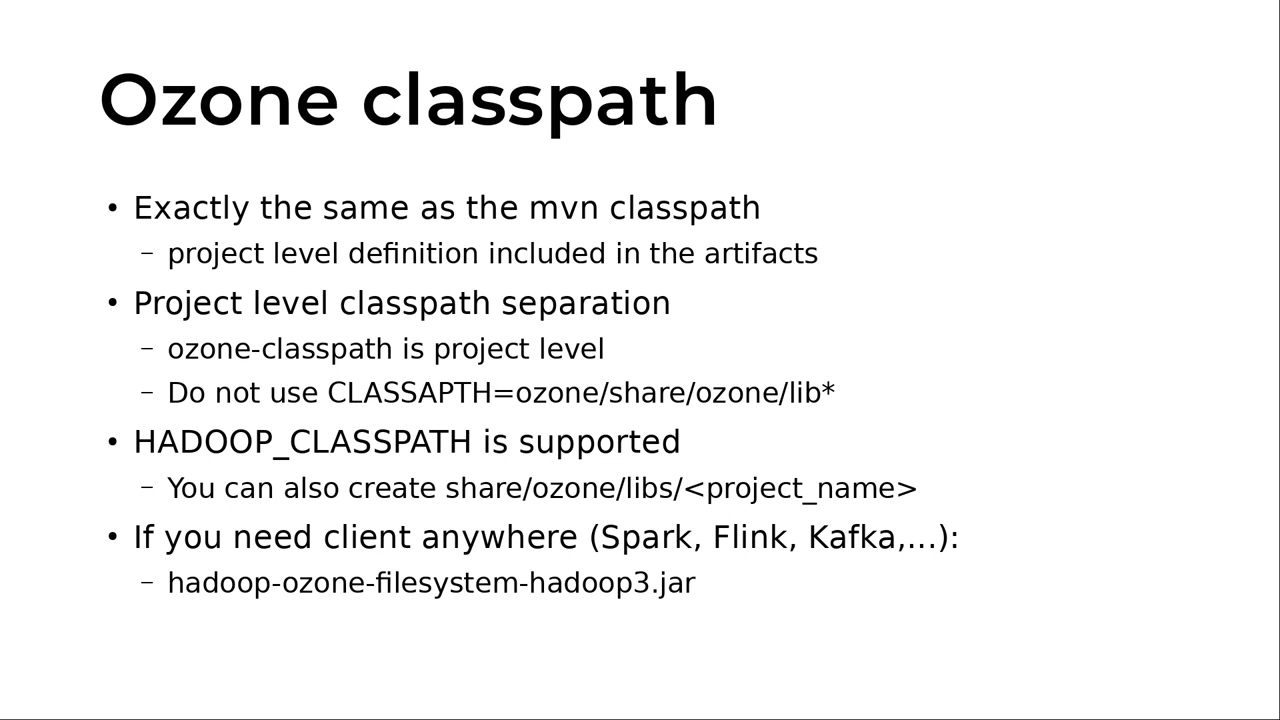 Ozone classpath
• Exactly the same as the mvn classpath
– project level definition included in the artifacts
• Project level classpath separation
– ozone-classpath is project level
– Do not use CLASSAPTH=ozone/share/ozone/lib*
• HADOOP_CLASSPATH is supported
– You can also create share/ozone/libs/<project_name>
• If you need client anywhere (Spark, Flink, Kafka,...):
– hadoop-ozone-filesystem-hadoop3.jar